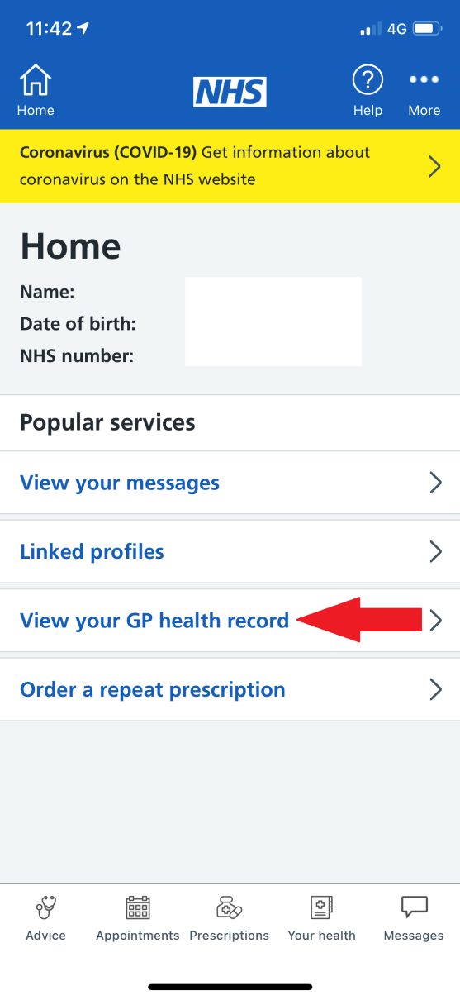 11:42
4G
Home
NHS
Help
More
Coronavirus (COVID-19) Get information about
coronavirus on the NHS website
Home
Name:
Date of birth:
NHS number:
Popular services
View your messages
Linked profiles
View your GP health record
Order a repeat prescription
Advice
Appointments
Prescriptions
Your health
Messages